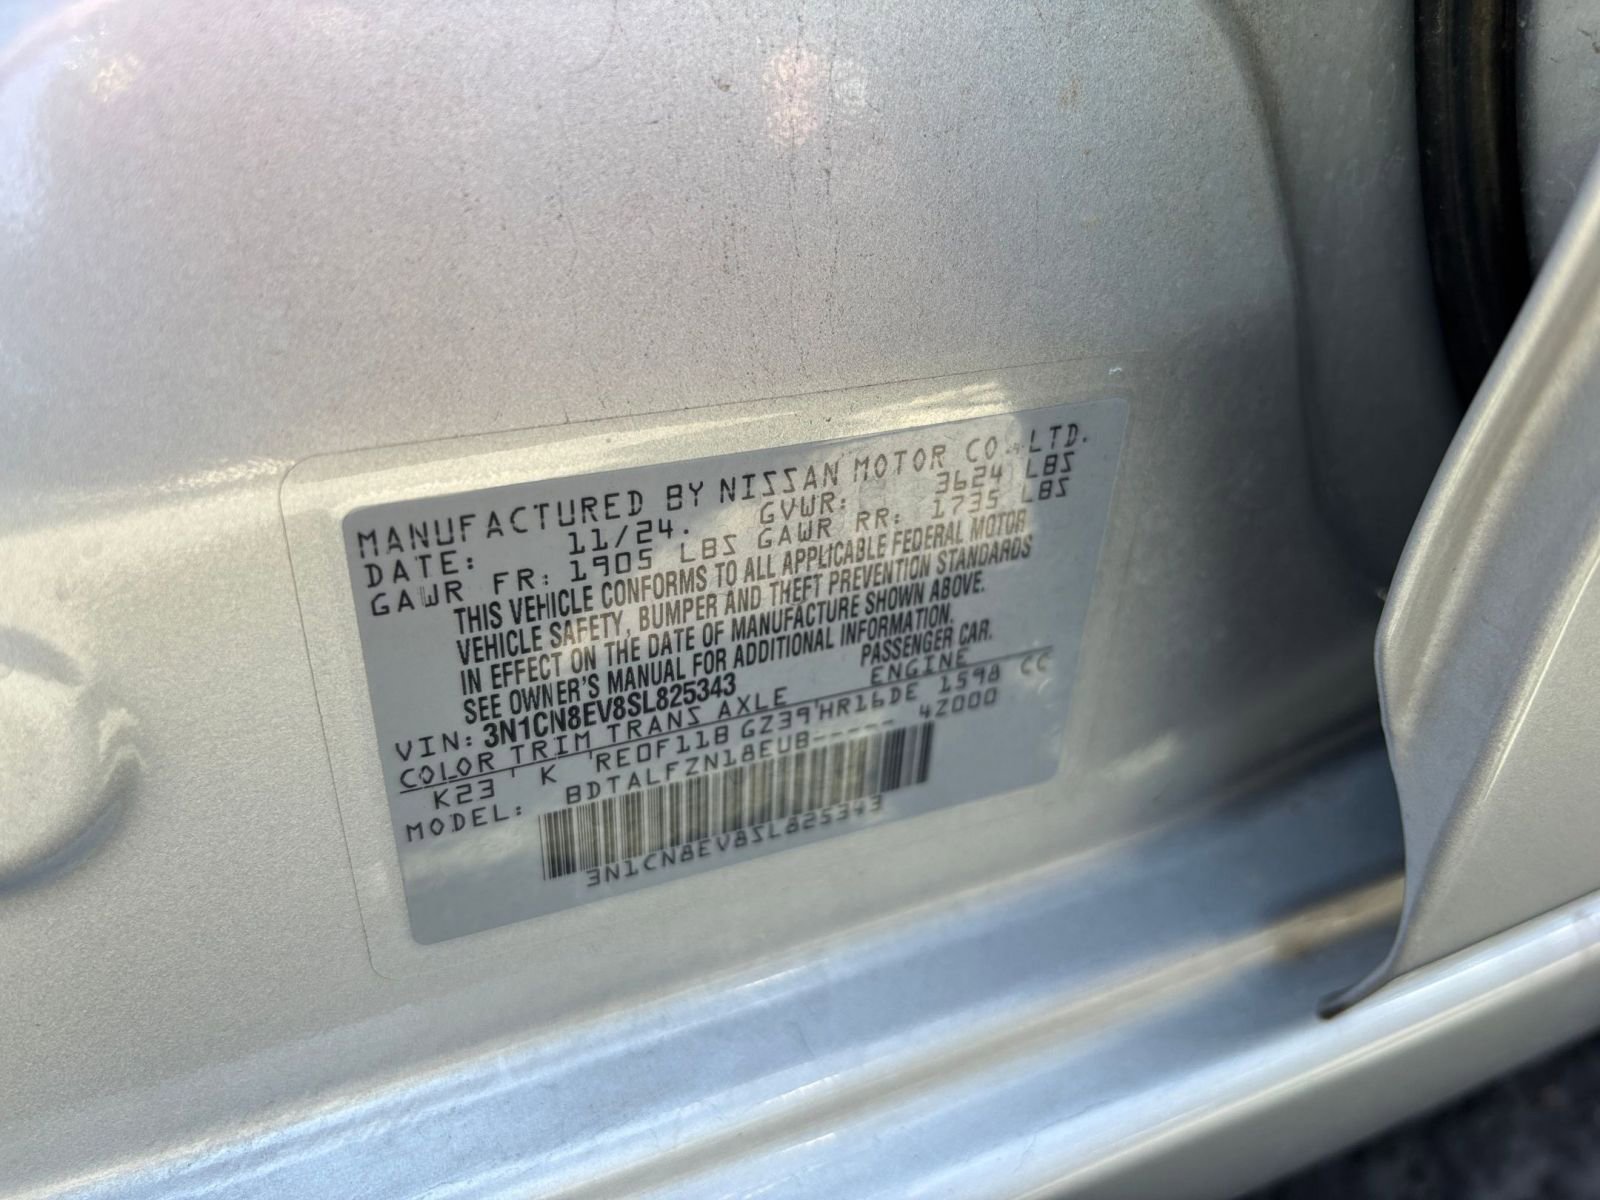 MANUFACTURED BY NISSAN MOTOR CO.,LTD.
DATE: 11/24. GVWR: 3624 LBS
GAWR FR: 1905 LBS GAWR RR: 1735 LBS
THIS VEHICLE CONFORMS TO ALL APPLICABLE FEDERAL MOTOR
VEHICLE SAFETY, BUMPER AND THEFT PREVENTION STANDARDS
IN EFFECT ON THE DATE OF MANUFACTURE SHOWN ABOVE.
SEE OWNER'S MANUAL FOR ADDITIONAL INFORMATION.
VIN: 3N1CN8EV8SL825343 PASSENGER CAR.
COLOR TRIM TRANS AXLE ENGINE
K23 K RE0F11B GZ39 HR16DE 1598 CC
MODEL: BDTALFZN18EUB----- 4Z000
3N1CN8EV8SL825343